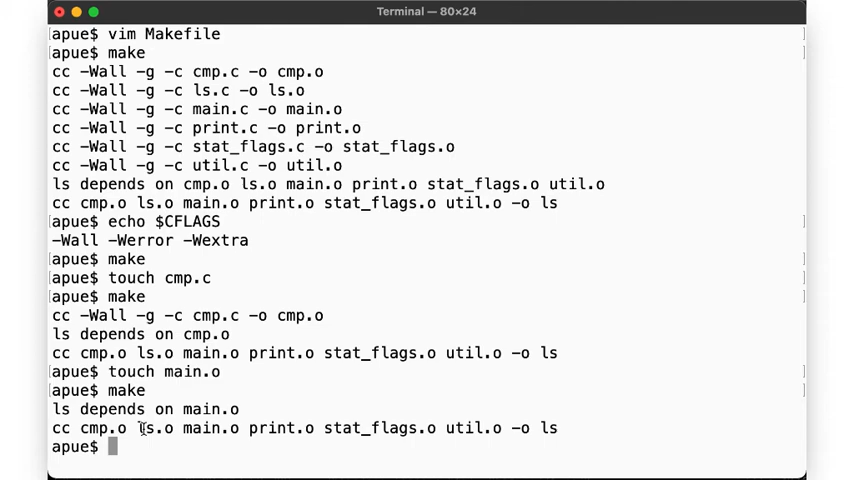 Terminal — 80×24
apue$ vim Makefile
apue$ make
cc -Wall -g -c cmp.c -o cmp.o
cc -Wall -g -c ls.c -o ls.o
cc -Wall -g -c main.c -o main.o
cc -Wall -g -c print.c -o print.o
cc -Wall -g -c stat_flags.c -o stat_flags.o
cc -Wall -g -c util.c -o util.o
ls depends on cmp.o ls.o main.o print.o stat_flags.o util.o
cc cmp.o ls.o main.o print.o stat_flags.o util.o -o ls
apue$ echo $CFLAGS
-Wall -Werror -Wextra
apue$ make
apue$ touch cmp.c
apue$ make
cc -Wall -g -c cmp.c -o cmp.o
ls depends on cmp.o
cc cmp.o ls.o main.o print.o stat_flags.o util.o -o ls
apue$ touch main.o
apue$ make
ls depends on main.o
cc cmp.o ls.o main.o print.o stat_flags.o util.o -o ls
apue$